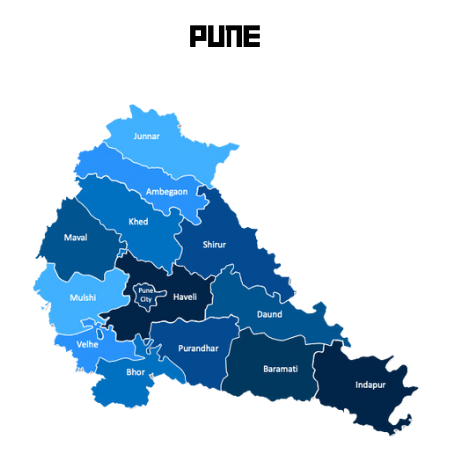 PUNE
Junnar
Ambegaon
Khed
Shirur
Maval
Pune
City
Haveli
Mulshi
Daund
Velhe
Purandhar
Bhor
Baramati
Indapur